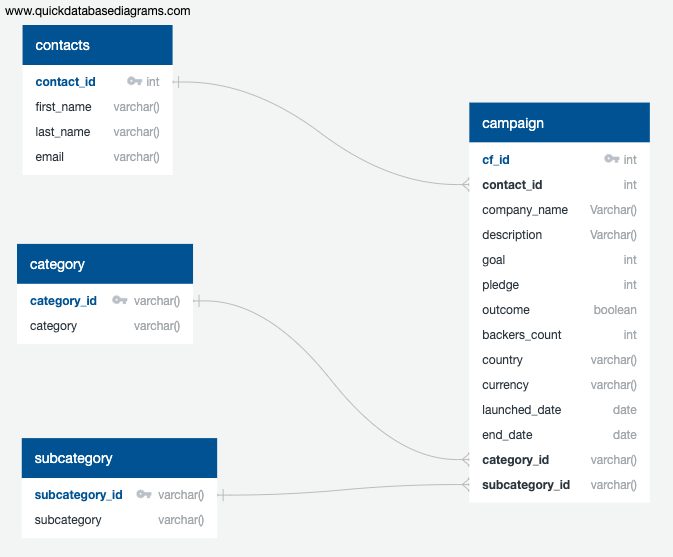 www.quickdatabasediagrams.com
contacts
contact_id int
first_name varchar()
last_name varchar()
email varchar()
category
category_id varchar()
category varchar()
subcategory
subcategory_id varchar()
subcategory varchar()
campaign
cf_id int
contact_id int
company_name Varchar()
description Varchar()
goal int
pledge int
outcome boolean
backers_count int
country varchar()
currency varchar()
launched_date date
end_date date
category_id varchar()
subcategory_id varchar()